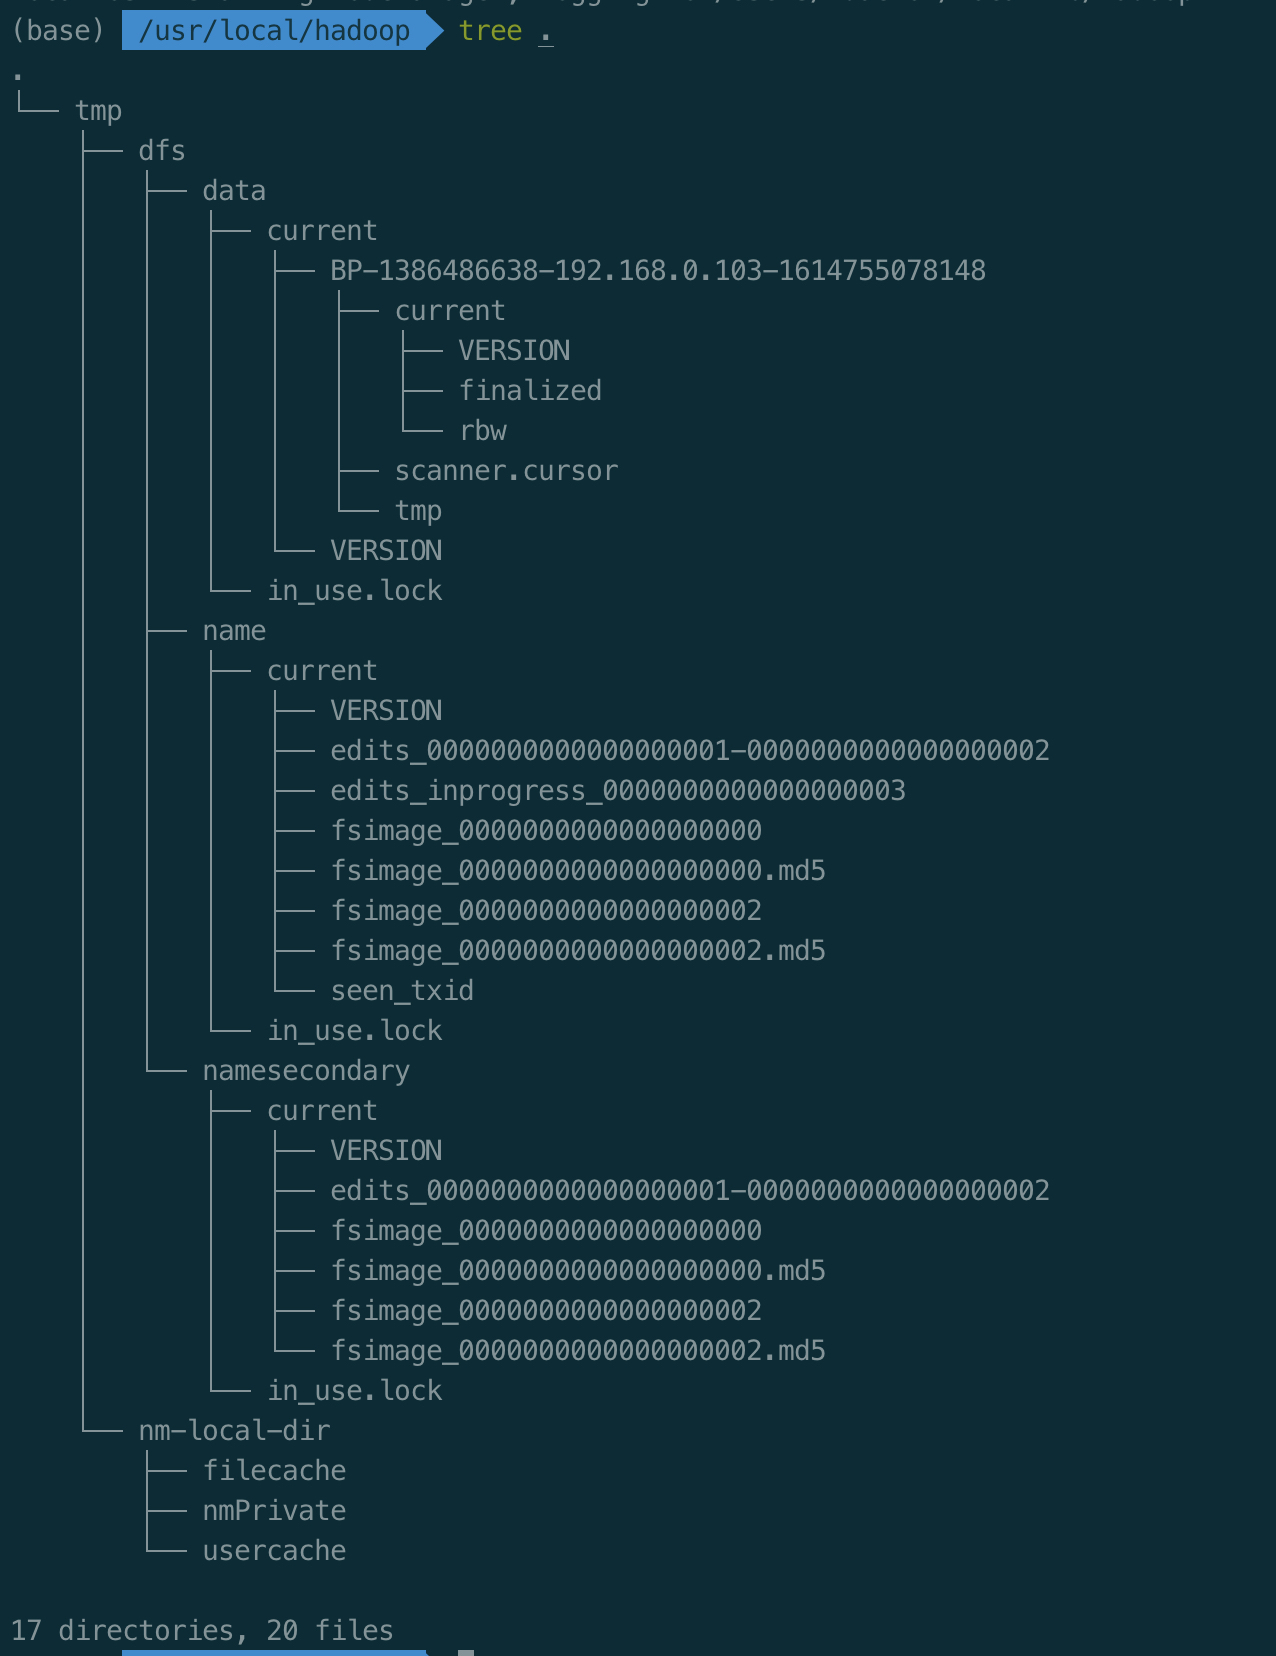 (base) /usr/local/hadoop tree .
.
└── tmp
    ├── dfs
    │   ├── data
    │   │   ├── current
    │   │   │   ├── BP-1386486638-192.168.0.103-1614755078148
    │   │   │   │   ├── current
    │   │   │   │   │   ├── VERSION
    │   │   │   │   │   ├── finalized
    │   │   │   │   │   └── rbw
    │   │   │   │   ├── scanner.cursor
    │   │   │   │   └── tmp
    │   │   │   └── VERSION
    │   │   └── in_use.lock
    │   ├── name
    │   │   ├── current
    │   │   │   ├── VERSION
    │   │   │   ├── edits_0000000000000000001-0000000000000000002
    │   │   │   ├── edits_inprogress_0000000000000000003
    │   │   │   ├── fsimage_0000000000000000000
    │   │   │   ├── fsimage_0000000000000000000.md5
    │   │   │   ├── fsimage_0000000000000000002
    │   │   │   ├── fsimage_0000000000000000002.md5
    │   │   │   └── seen_txid
    │   │   └── in_use.lock
    │   └── namesecondary
    │       ├── current
    │       │   ├── VERSION
    │       │   ├── edits_0000000000000000001-0000000000000000002
    │       │   ├── fsimage_0000000000000000000
    │       │   ├── fsimage_0000000000000000000.md5
    │       │   ├── fsimage_0000000000000000002
    │       │   └── fsimage_0000000000000000002.md5
    │       └── in_use.lock
    └── nm-local-dir
        ├── filecache
        ├── nmPrivate
        └── usercache

17 directories, 20 files